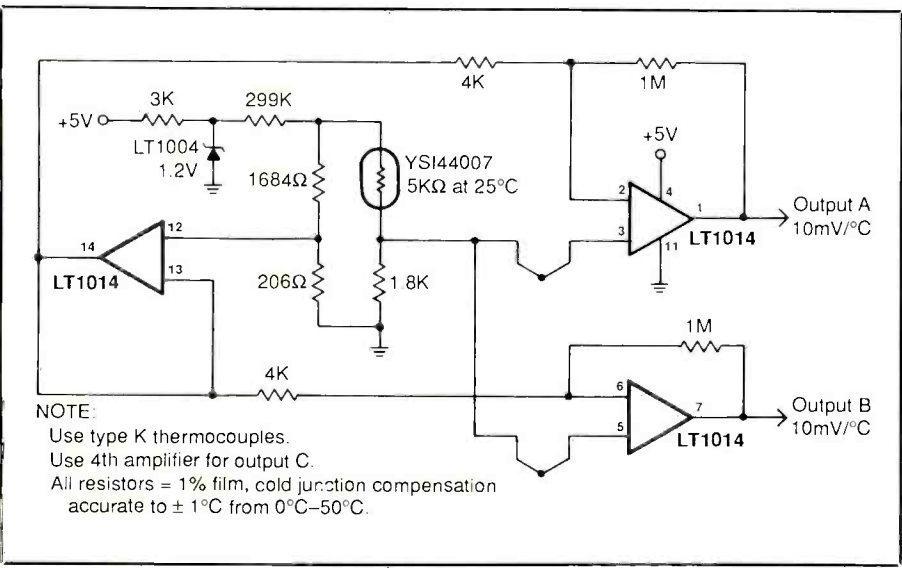 4K
1M
3K
299K
+5V
+5V
LT1004
1.2V
YSI44007
5KΩ at 25°C
1684Ω
2
4
1
3
11
LT1014
Output A
10mV/°C
12
14
13
LT1014
206Ω
1.8K
1M
4K
6
7
5
LT1014
Output B
10mV/°C
NOTE:
Use type K thermocouples.
Use 4th amplifier for output C.
All resistors = 1% film, cold junction compensation
accurate to ± 1°C from 0°C–50°C.